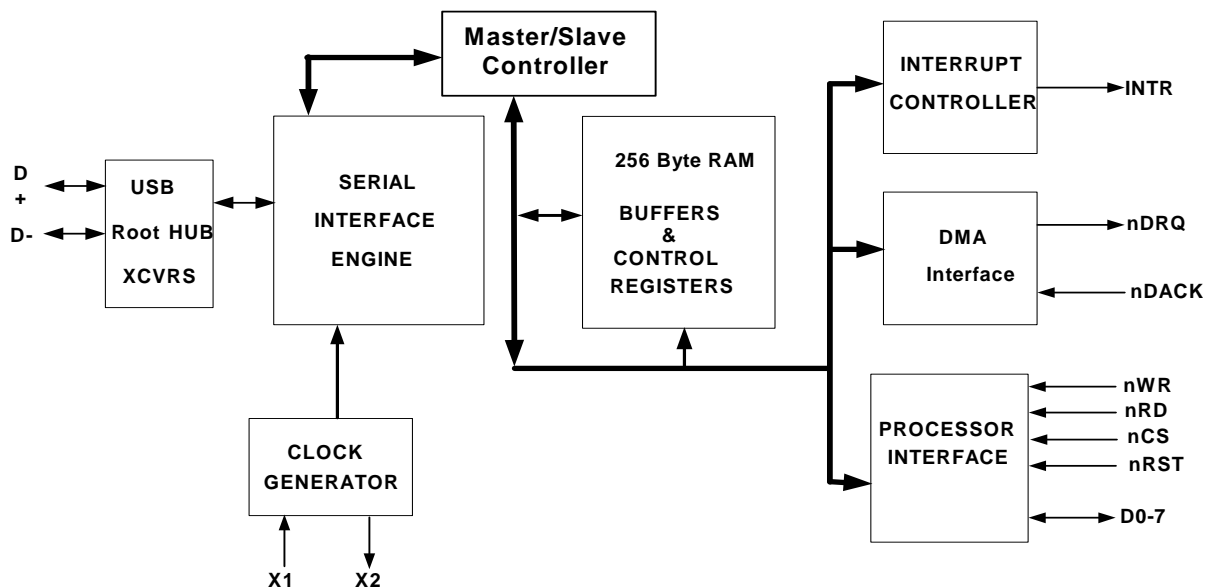 Master/Slave
Controller
INTERRUPT
CONTROLLER
INTR
D
+
D-
USB
Root HUB
XCVRS
SERIAL
INTERFACE
ENGINE
256 Byte RAM
BUFFERS
&
CONTROL
REGISTERS
DMA
Interface
nDRQ
nDACK
PROCESSOR
INTERFACE
nWR
nRD
nCS
nRST
D0-7
CLOCK
GENERATOR
X1
X2